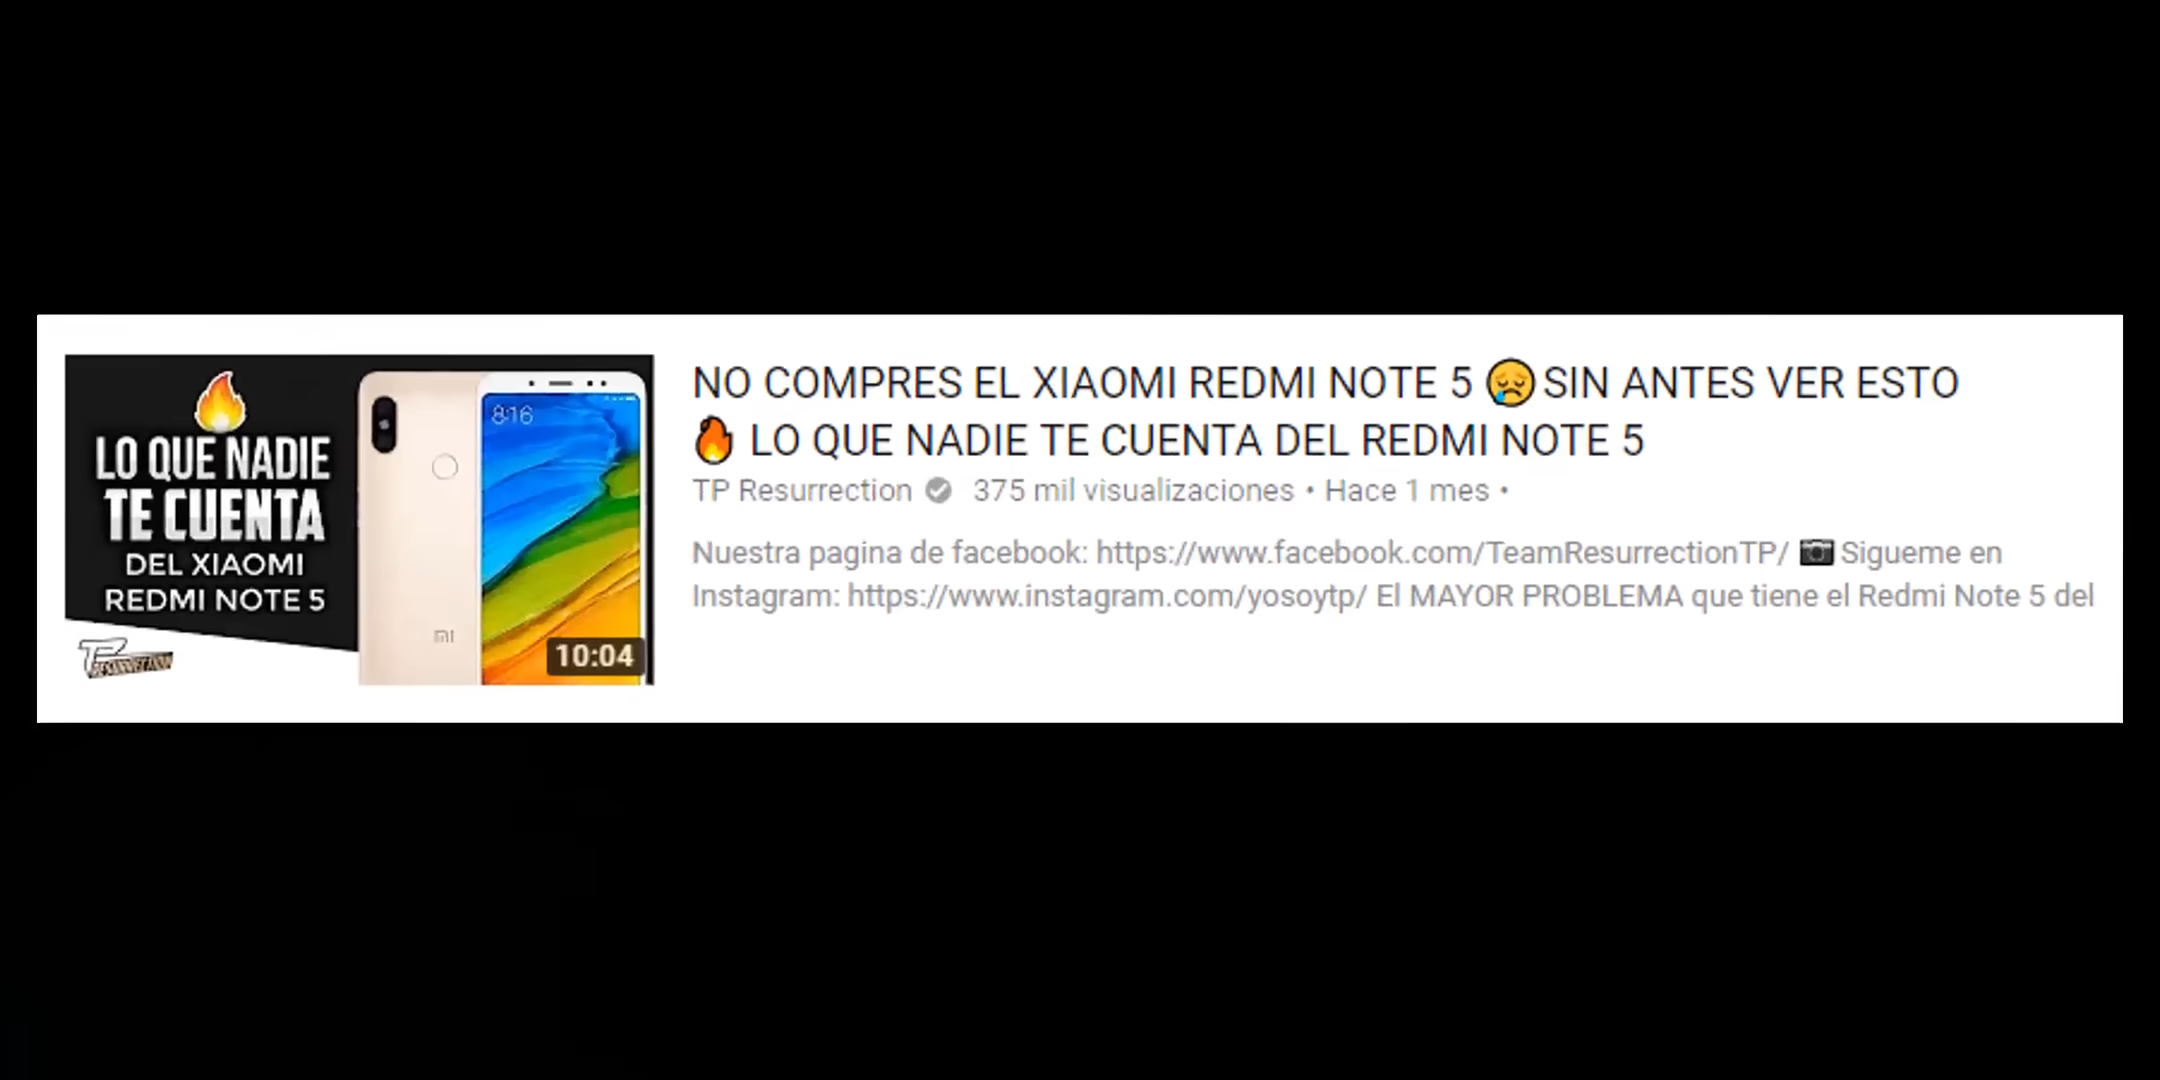 LO QUE NADIE
TE CUENTA
DEL XIAOMI
REDMI NOTE 5
TP
RESURRECTION
8:16
mi
10:04
NO COMPRES EL XIAOMI REDMI NOTE 5 😢 SIN ANTES VER ESTO
🔥 LO QUE NADIE TE CUENTA DEL REDMI NOTE 5
TP Resurrection 375 mil visualizaciones • Hace 1 mes •
Nuestra pagina de facebook: https://www.facebook.com/TeamResurrectionTP/ 📷 Sigueme en
Instagram: https://www.instagram.com/yosoytp/ El MAYOR PROBLEMA que tiene el Redmi Note 5 del